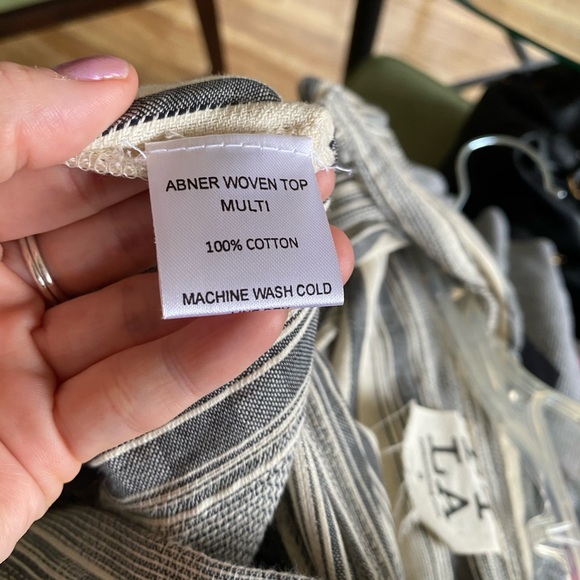 ABNER WOVEN TOP
MULTI
100% COTTON
MACHINE WASH COLD
LA